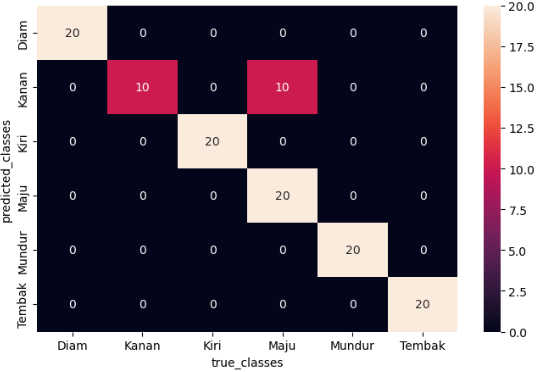 predicted_classes
Diam 20 0 0 0 0 0
Kanan 0 10 0 10 0 0
Kiri 0 0 20 0 0 0
Maju 0 0 0 20 0 0
Mundur 0 0 0 0 20 0
Tembak 0 0 0 0 0 20
Diam Kanan Kiri Maju Mundur Tembak
true_classes
20.0
17.5
15.0
12.5
10.0
7.5
5.0
2.5
0.0